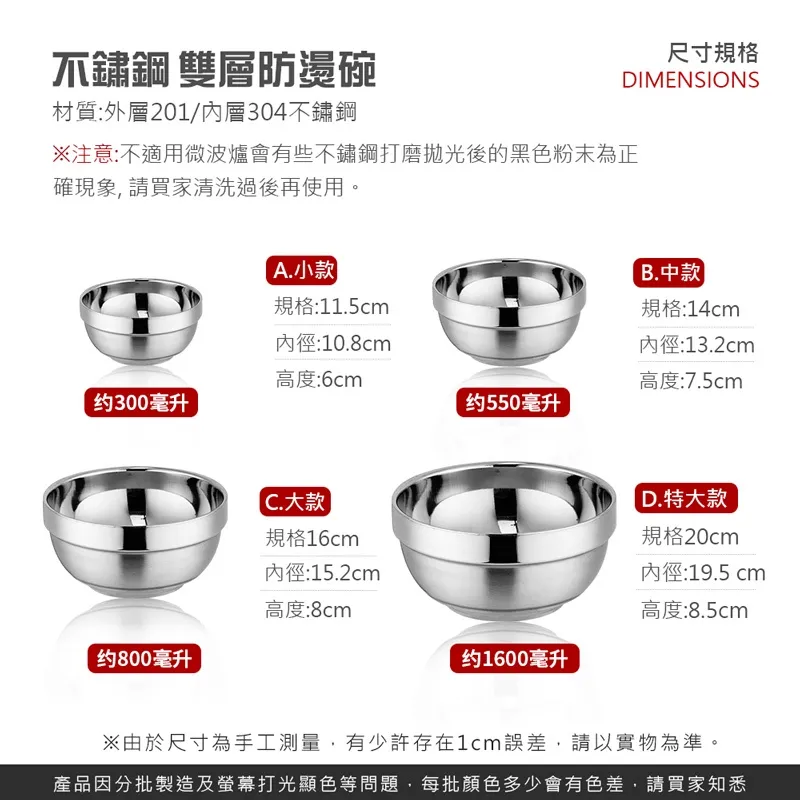 不鏽鋼 雙層防燙碗
尺寸規格
DIMENSIONS
材質:外層201/內層304不鏽鋼
※注意:不適用微波爐會有些不鏽鋼打磨拋光後的黑色粉末為正
確現象, 請買家清洗過後再使用。
A.小款
規格:11.5cm
內徑:10.8cm
高度:6cm
约300毫升
B.中款
規格:14cm
內徑:13.2cm
高度:7.5cm
约550毫升
C.大款
規格16cm
內徑:15.2cm
高度:8cm
约800毫升
D.特大款
規格20cm
內徑:19.5 cm
高度:8.5cm
约1600毫升
※由於尺寸為手工測量，有少許存在1cm誤差，請以實物為準。
產品因分批製造及螢幕打光顯色等問題，每批顏色多少會有色差，請買家知悉